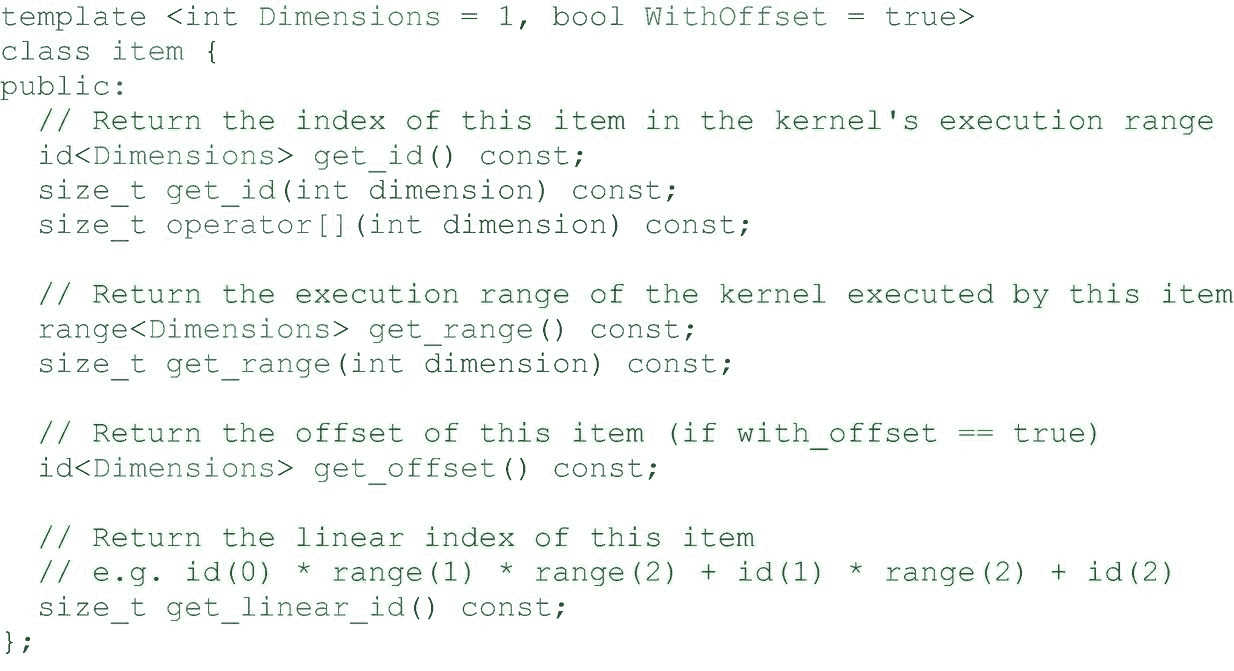 template <int Dimensions = 1, bool WithOffset = true>
class item {
public:
  // Return the index of this item in the kernel's execution range
  id<Dimensions> get_id() const;
  size_t get_id(int dimension) const;
  size_t operator[](int dimension) const;

  // Return the execution range of the kernel executed by this item
  range<Dimensions> get_range() const;
  size_t get_range(int dimension) const;

  // Return the offset of this item (if with_offset == true)
  id<Dimensions> get_offset() const;

  // Return the linear index of this item
  // e.g. id(0) * range(1) * range(2) + id(1) * range(2) + id(2)
  size_t get_linear_id() const;
};